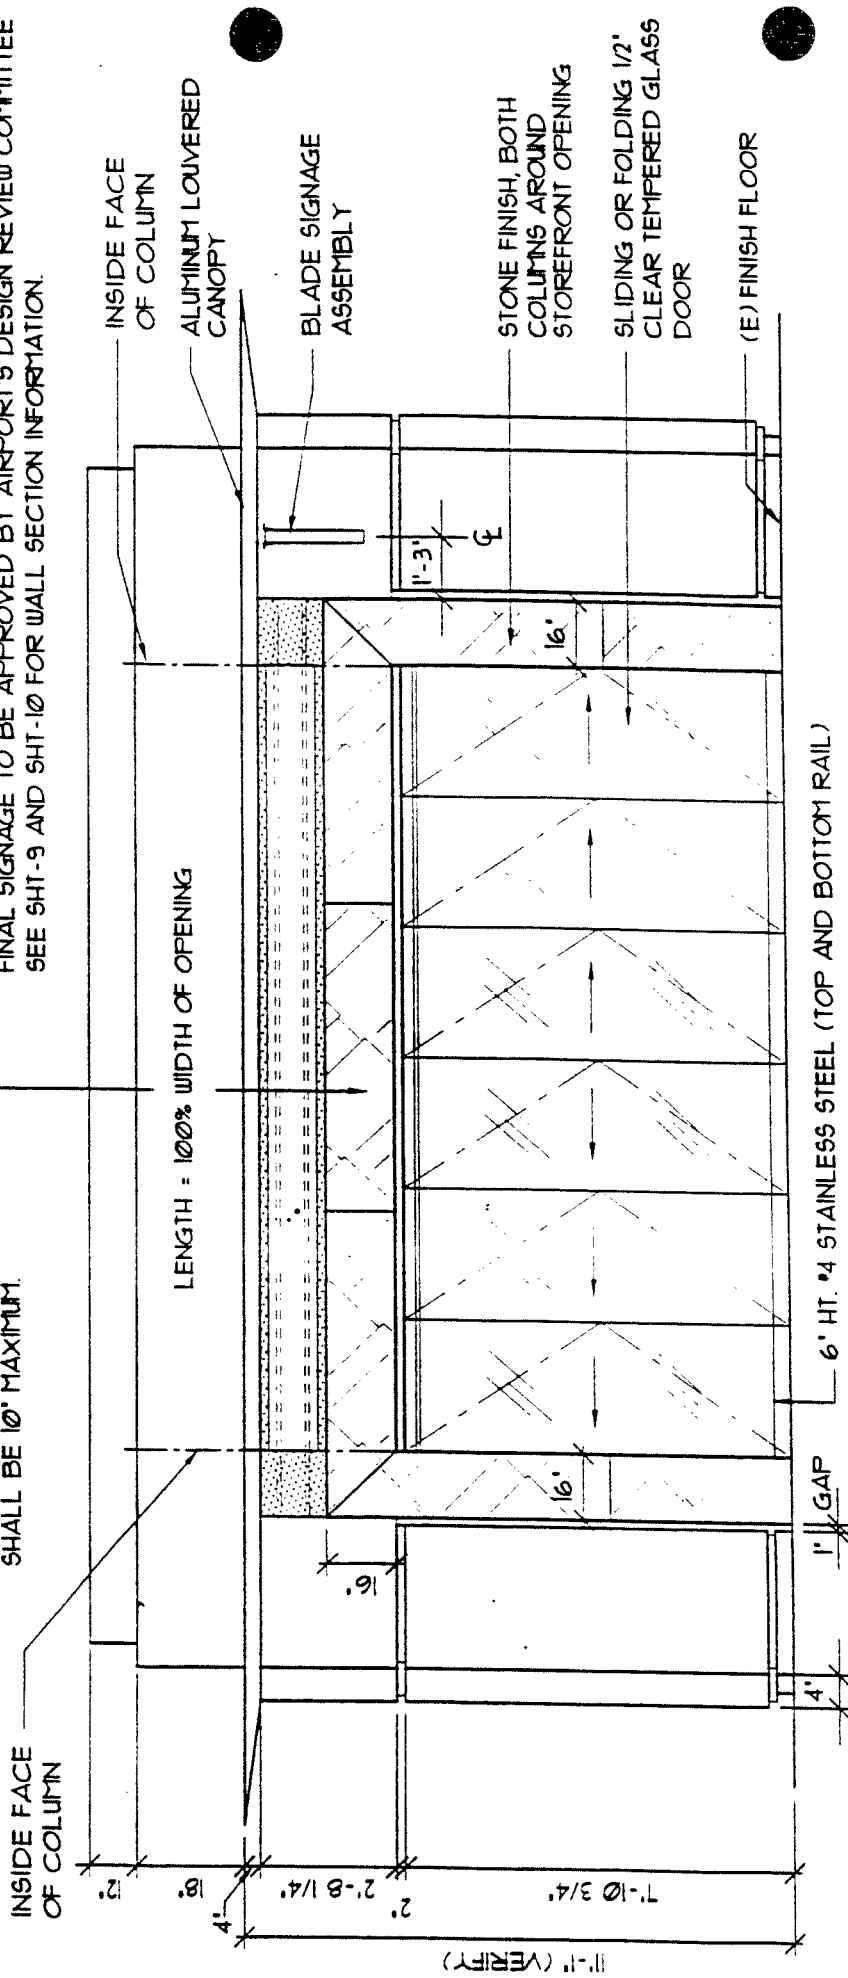 FINAL SIGNAGE TO BE APPROVED BY AIRPORT'S DESIGN REVIEW COMMITTEE
SEE SHT-9 AND SHT-10 FOR WALL SECTION INFORMATION.
SHALL BE 10" MAXIMUM.
INSIDE FACE
OF COLUMN
LENGTH = 100% WIDTH OF OPENING
INSIDE FACE
OF COLUMN
ALUMINUM LOUVERED
CANOPY
BLADE SIGNAGE
ASSEMBLY
STONE FINISH, BOTH
COLUMNS AROUND
STOREFRONT OPENING
SLIDING OR FOLDING 1/2"
CLEAR TEMPERED GLASS
DOOR
(E) FINISH FLOOR
12"
18"
4"
2'-8 1/4"
2"
7'-10 3/4"
11'-1" (VERIFY)
16"
16"
16"
1'-3"
4"
1" GAP
6" HT. #4 STAINLESS STEEL (TOP AND BOTTOM RAIL)